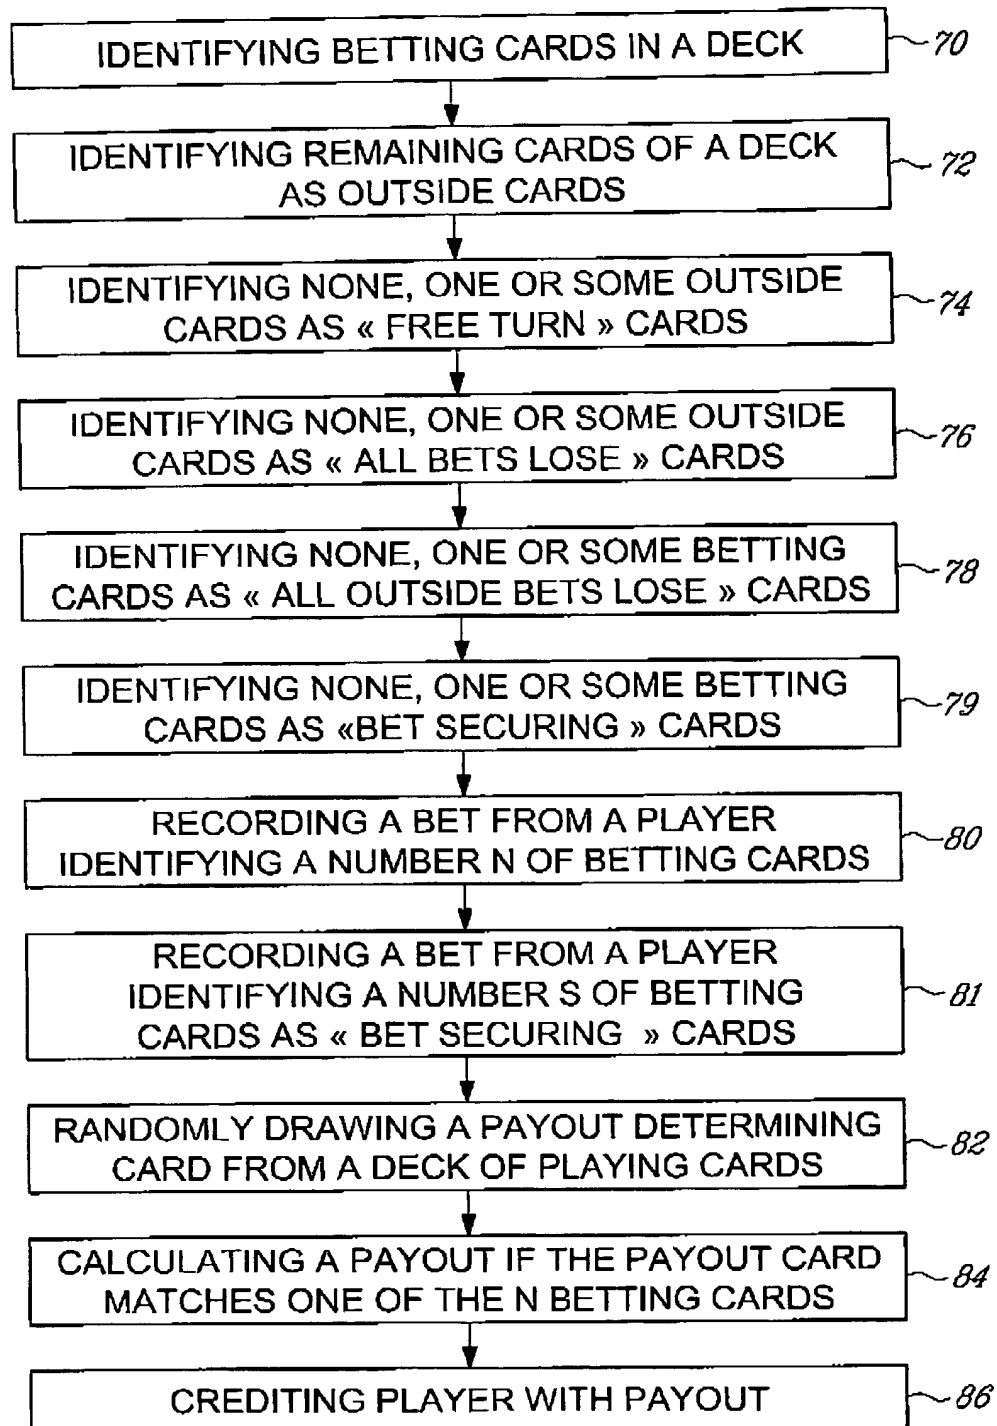 IDENTIFYING BETTING CARDS IN A DECK
70
IDENTIFYING REMAINING CARDS OF A DECK
AS OUTSIDE CARDS
72
IDENTIFYING NONE, ONE OR SOME OUTSIDE
CARDS AS « FREE TURN » CARDS
74
IDENTIFYING NONE, ONE OR SOME OUTSIDE
CARDS AS « ALL BETS LOSE » CARDS
76
IDENTIFYING NONE, ONE OR SOME BETTING
CARDS AS « ALL OUTSIDE BETS LOSE » CARDS
78
IDENTIFYING NONE, ONE OR SOME BETTING
CARDS AS «BET SECURING » CARDS
79
RECORDING A BET FROM A PLAYER
IDENTIFYING A NUMBER N OF BETTING CARDS
80
RECORDING A BET FROM A PLAYER
IDENTIFYING A NUMBER S OF BETTING
CARDS AS « BET SECURING » CARDS
81
RANDOMLY DRAWING A PAYOUT DETERMINING
CARD FROM A DECK OF PLAYING CARDS
82
CALCULATING A PAYOUT IF THE PAYOUT CARD
MATCHES ONE OF THE N BETTING CARDS
84
CREDITING PLAYER WITH PAYOUT
86